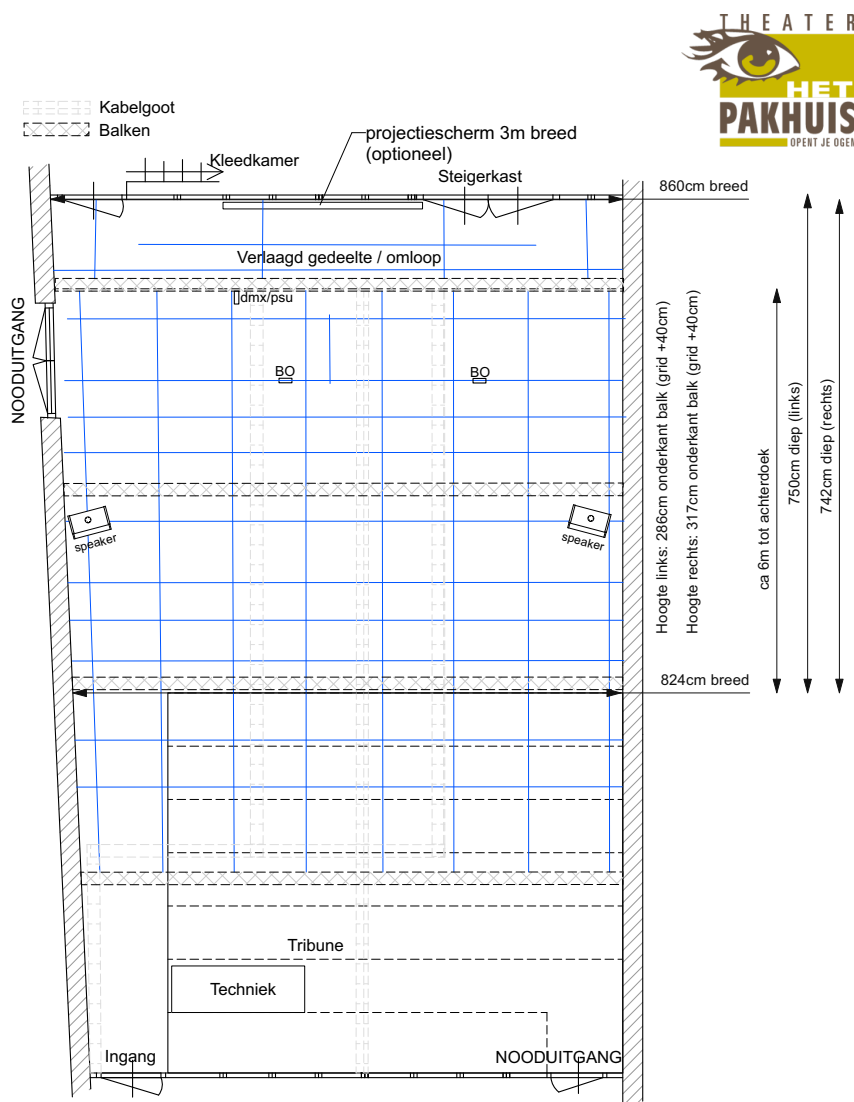 THEATER
HET
PAKHUIS
OPENT JE OGEN
Kabelgoot
Balken
projectiescherm 3m breed
(optioneel)
Kleedkamer
Steigerkast
860cm breed
Verlaagd gedeelte / omloop
dmx/psu
NOODUITGANG
BO
BO
Hoogte links: 286cm onderkant balk (grid +40cm)
Hoogte rechts: 317cm onderkant balk (grid +40cm)
ca 6m tot achterdoek
750cm diep (links)
742cm diep (rechts)
speaker
speaker
824cm breed
Tribune
Techniek
Ingang
NOODUITGANG